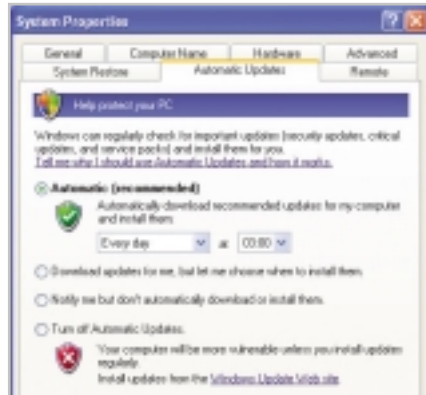 System Properties
General Computer Name Hardware Advanced
System Restore Automatic Updates Remote
Help protect your PC
Windows can regularly check for important updates (security updates, critical
updates, and service packs) and install them for you.
Tell me why I should use Automatic Updates and how it works.
Automatic (recommended)
Automatically download recommended updates for my computer
and install them:
Every day at 03:00
Download updates for me, but let me choose when to install them.
Notify me but don't automatically download or install them.
Turn off Automatic Updates.
Your computer will be more vulnerable unless you install updates
regularly.
Install updates from the Windows Update Web site.